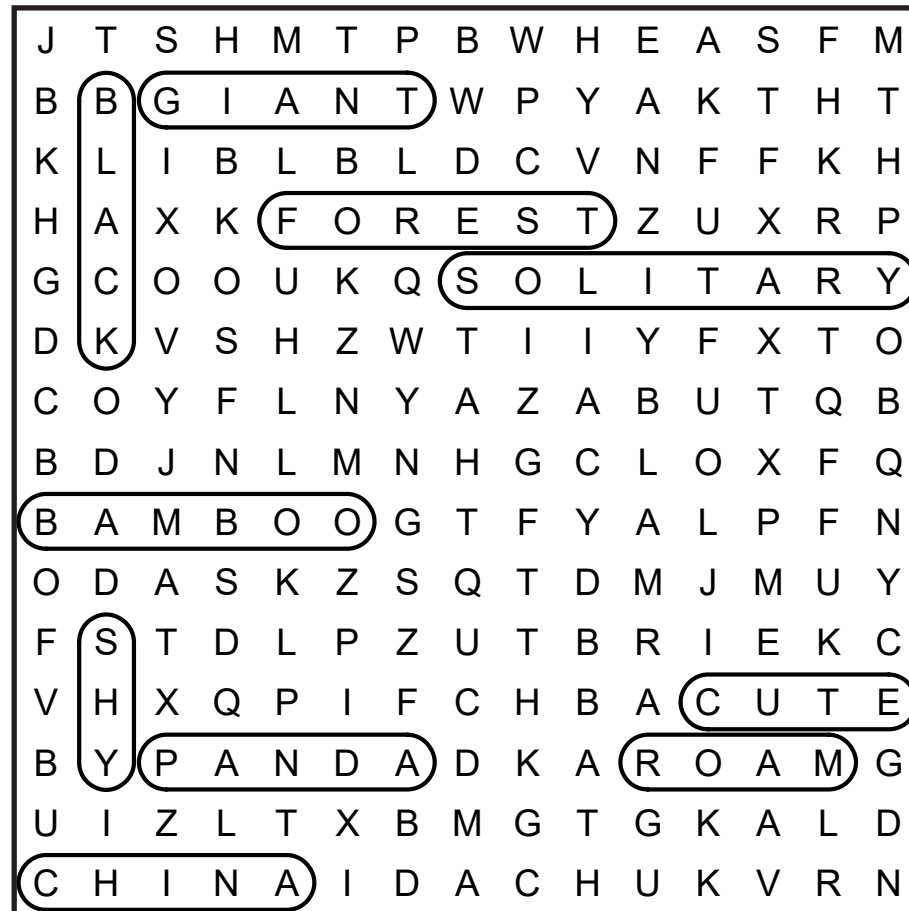 J T S H M T P B W H E A S F M
B B G I A N T W P Y A K T H T
K L I B L B L D C V N F F K H
H A X K F O R E S T Z U X R P
G C O O U K Q S O L I T A R Y
D K V S H Z W T I I Y F X T O
C O Y F L N Y A Z A B U T Q B
B D J N L M N H G C L O X F Q
B A M B O O G T F Y A L P F N
O D A S K Z S Q T D M J M U Y
F S T D L P Z U T B R I E K C
V H X Q P I F C H B A C U T E
B Y P A N D A D K A R O A M G
U I Z L T X B M G T G K A L D
C H I N A I D A C H U K V R N